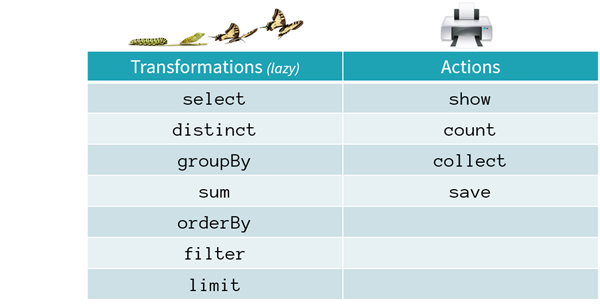 Transformations (lazy) Actions
select show
distinct count
groupBy collect
sum save
orderBy
filter
limit